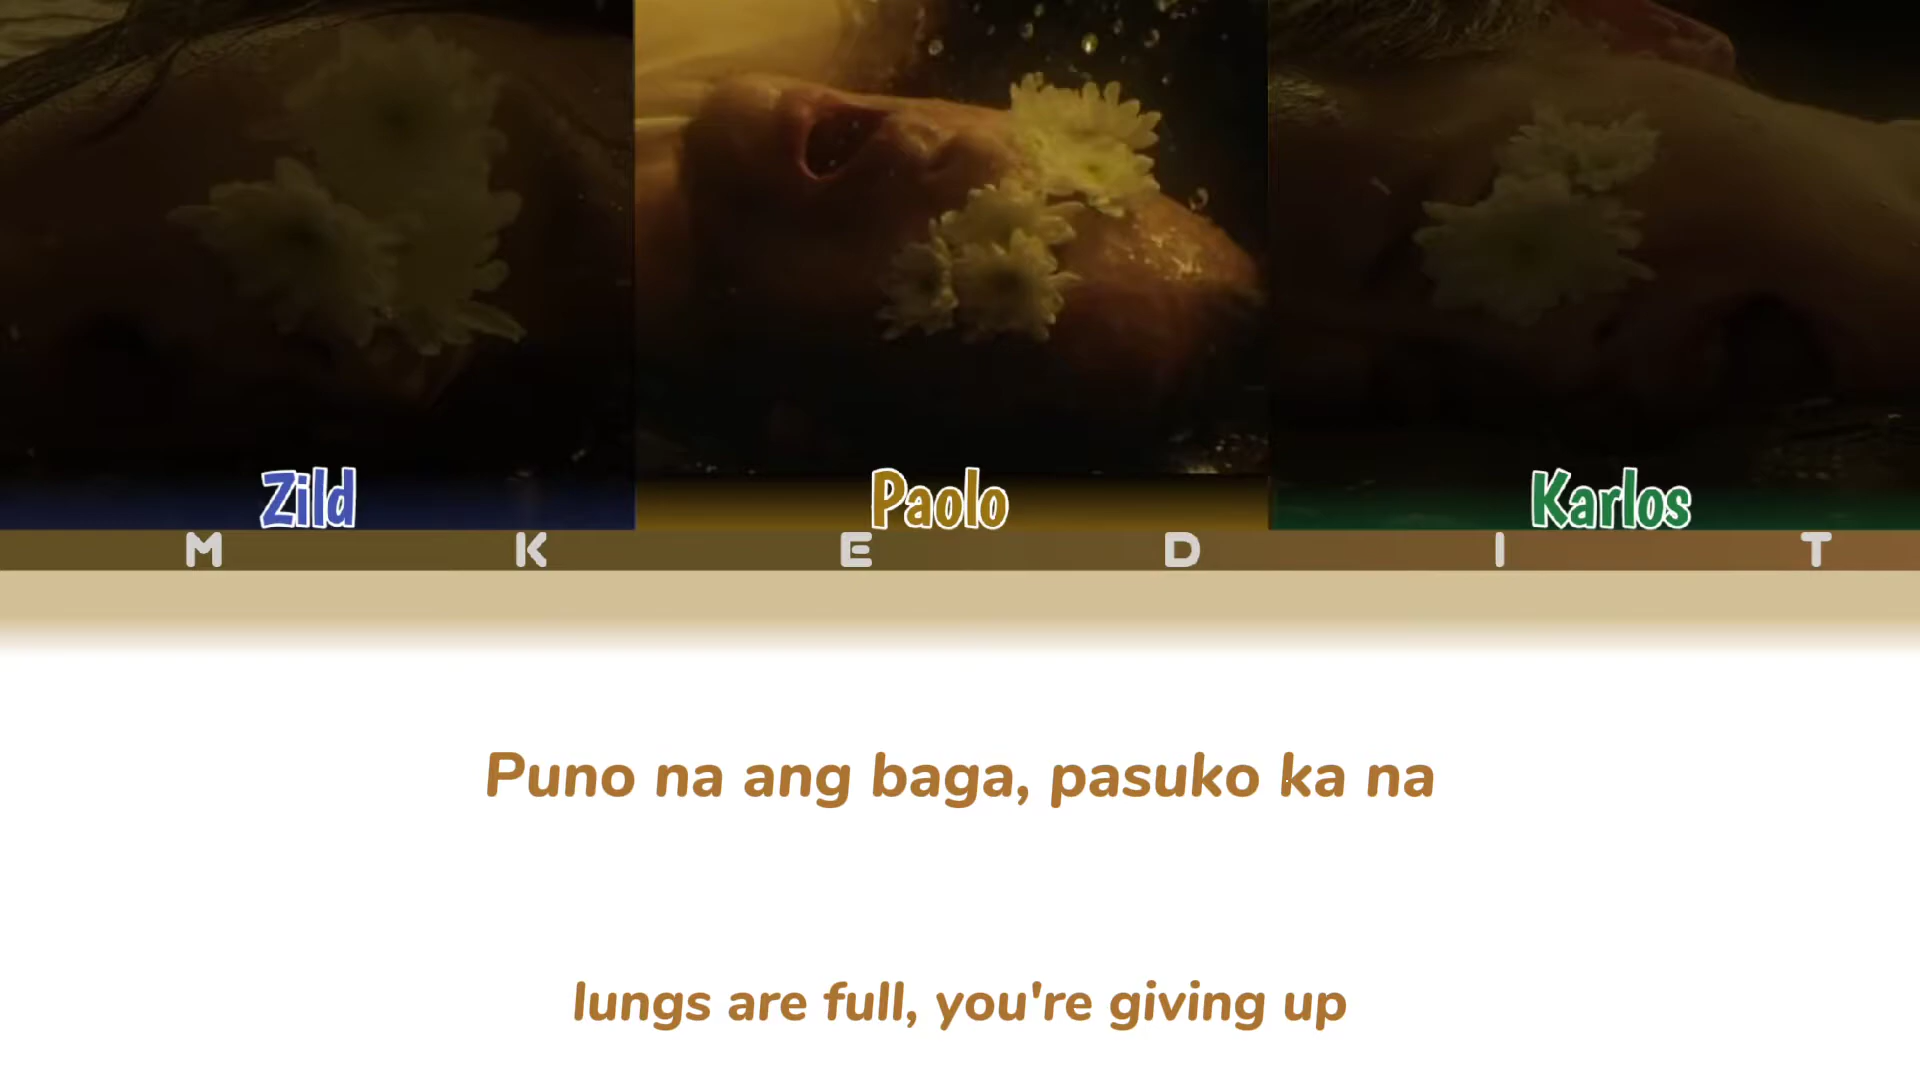 Zild Paolo Karlos
M K E D I T
Puno na ang baga, pasuko ka na
lungs are full, you're giving up